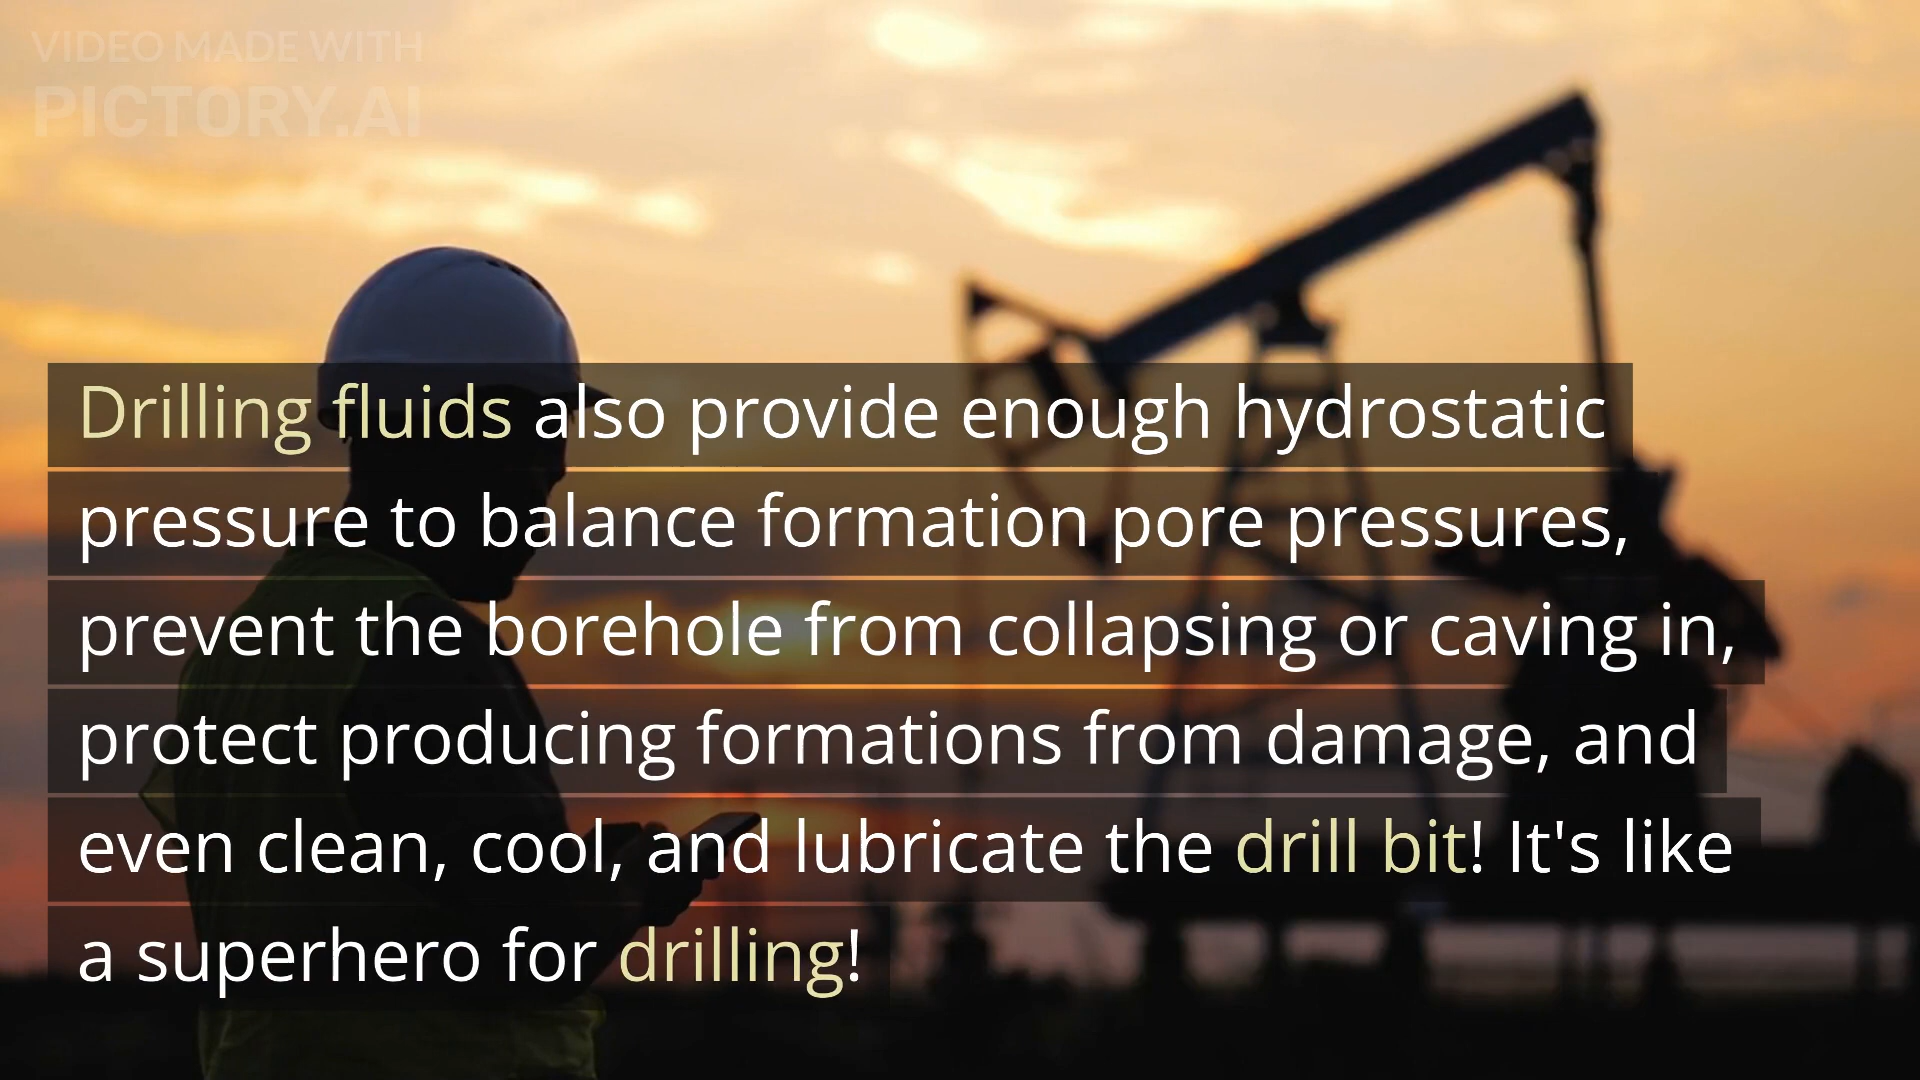 VIDEO MADE WITH
PICTORY.AI
Drilling fluids also provide enough hydrostatic
pressure to balance formation pore pressures,
prevent the borehole from collapsing or caving in,
protect producing formations from damage, and
even clean, cool, and lubricate the drill bit! It's like
a superhero for drilling!